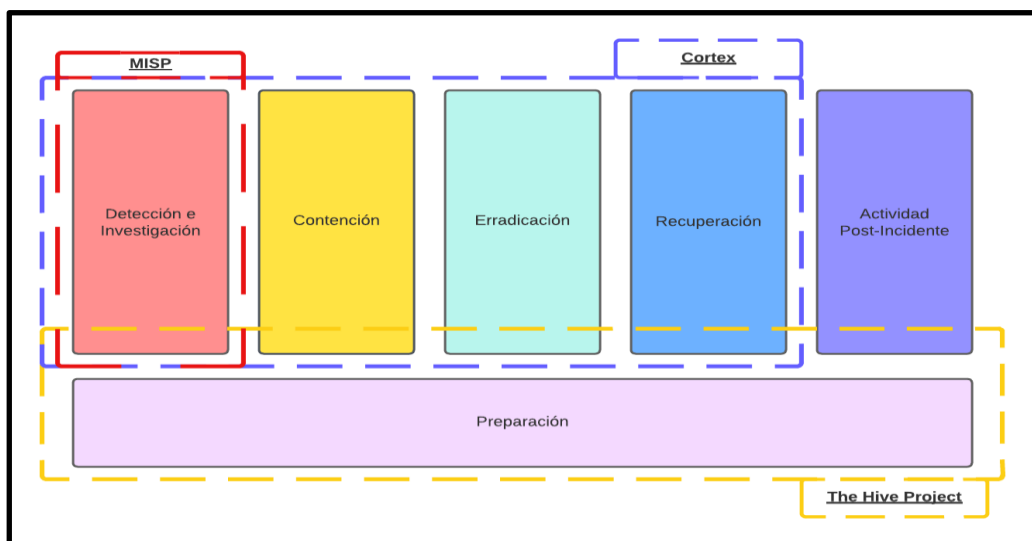 MISP
Cortex
Detección e
Investigación
Contención
Erradicación
Recuperación
Actividad
Post-Incidente
Preparación
The Hive Project